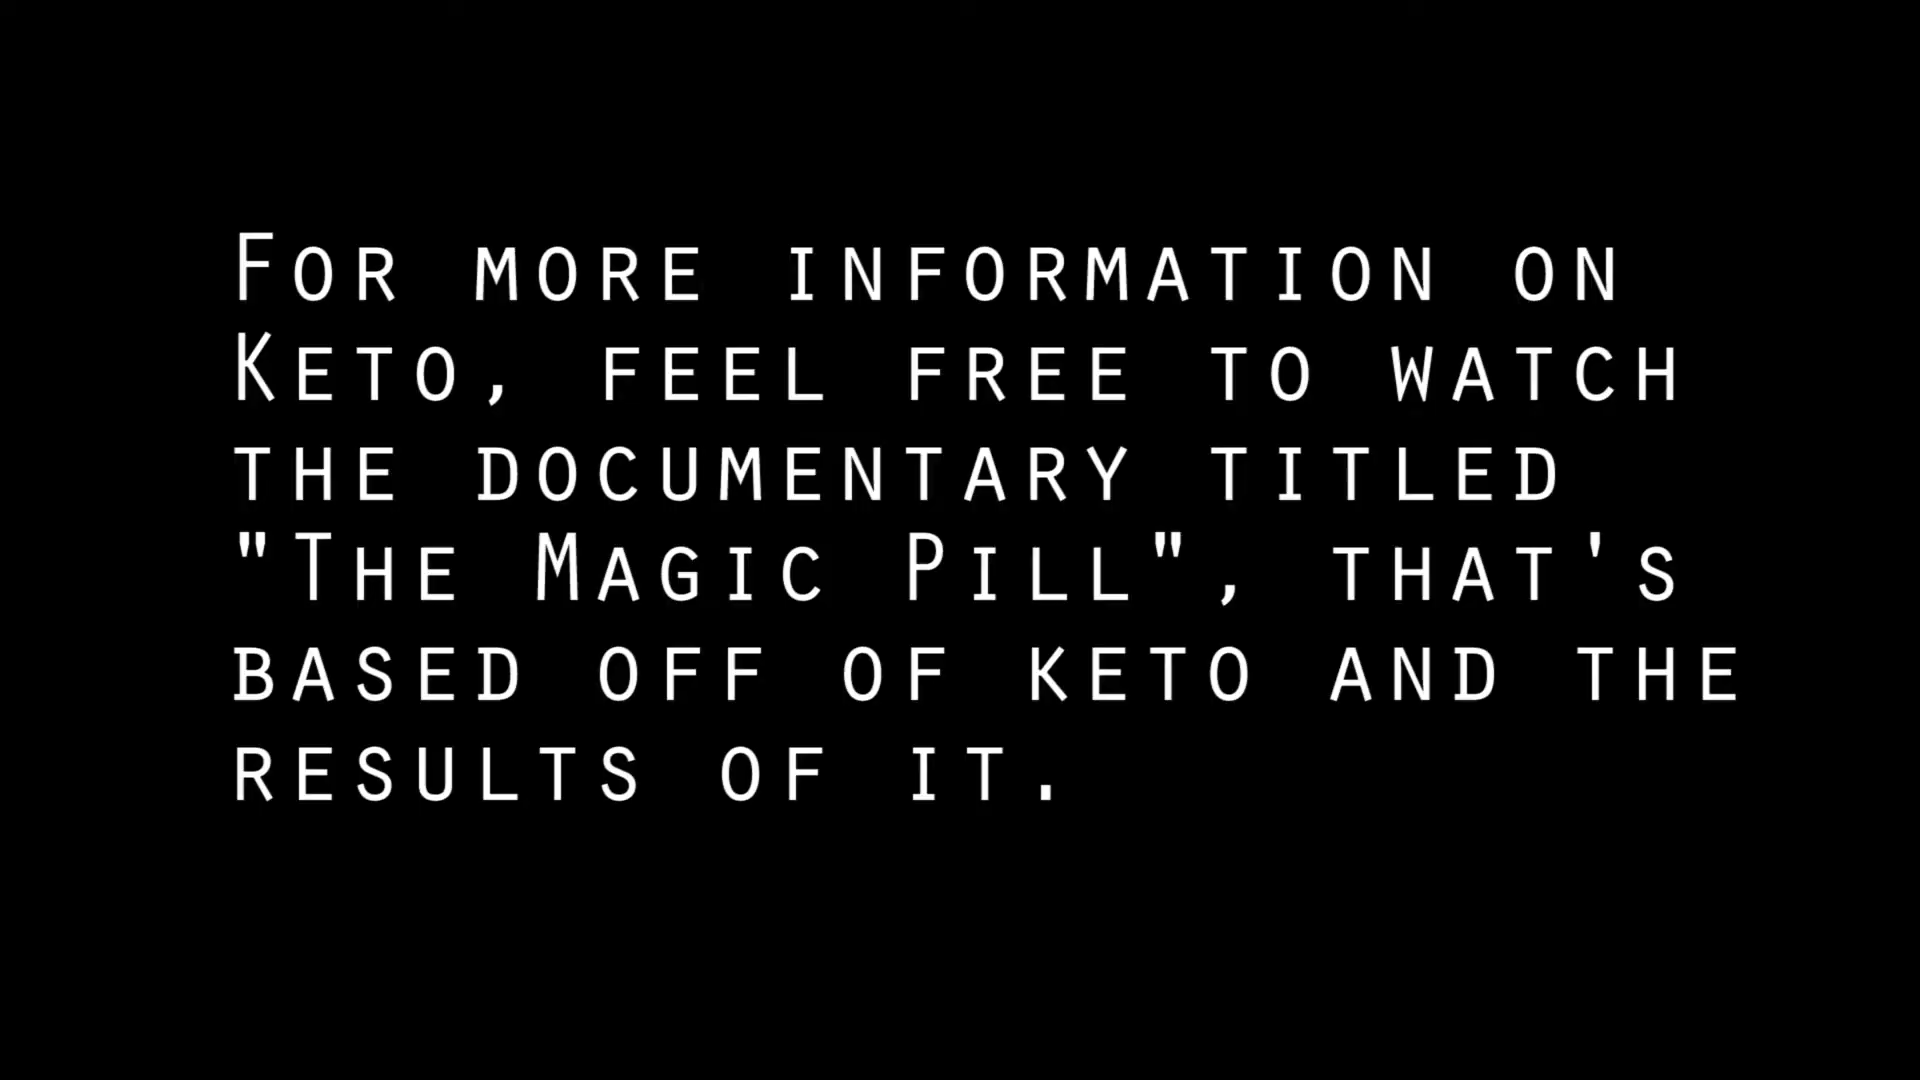 For more information on
Keto, feel free to watch
the documentary titled
"The Magic Pill", that's
based off of keto and the
results of it.